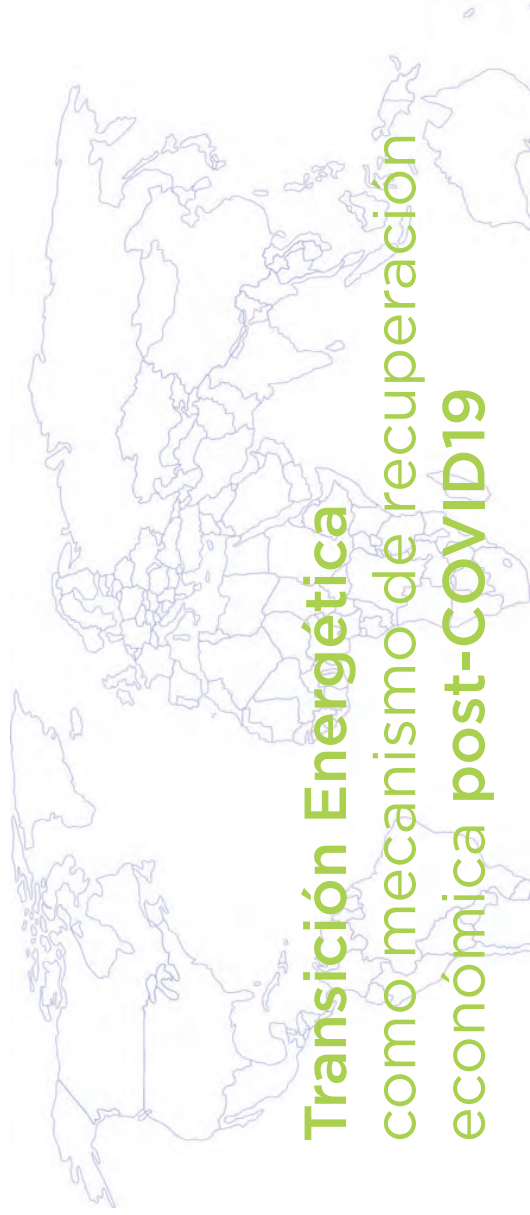 Transición Energética
como mecanismo de recuperación
económica post-COVID19